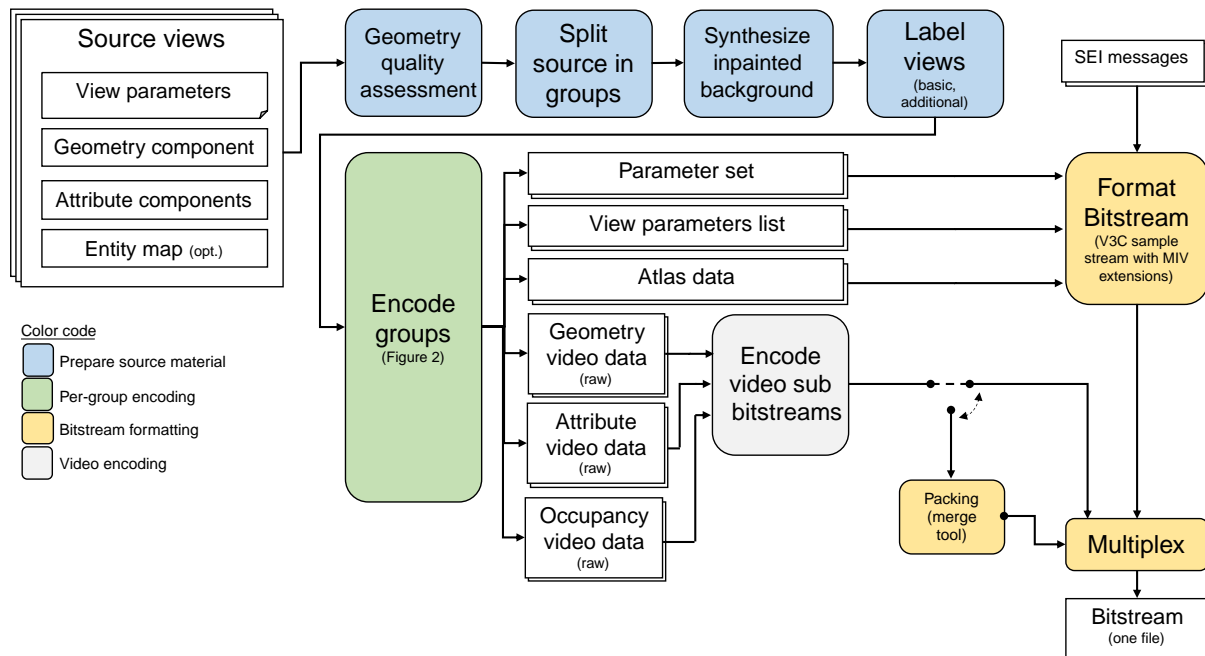 Source views
View parameters
Geometry component
Attribute components
Entity map (opt.)
Geometry
quality
assessment
Split
source in
groups
Synthesize
inpainted
background
Label
views
(basic,
additional)
SEI messages
Encode
groups
(Figure 2)
Parameter set
View parameters list
Atlas data
Geometry
video data
(raw)
Attribute
video data
(raw)
Occupancy
video data
(raw)
Encode
video sub
bitstreams
Format
Bitstream
(V3C sample
stream with MIV
extensions)
Packing
(merge
tool)
Multiplex
Bitstream
(one file)
Color code
Prepare source material
Per-group encoding
Bitstream formatting
Video encoding